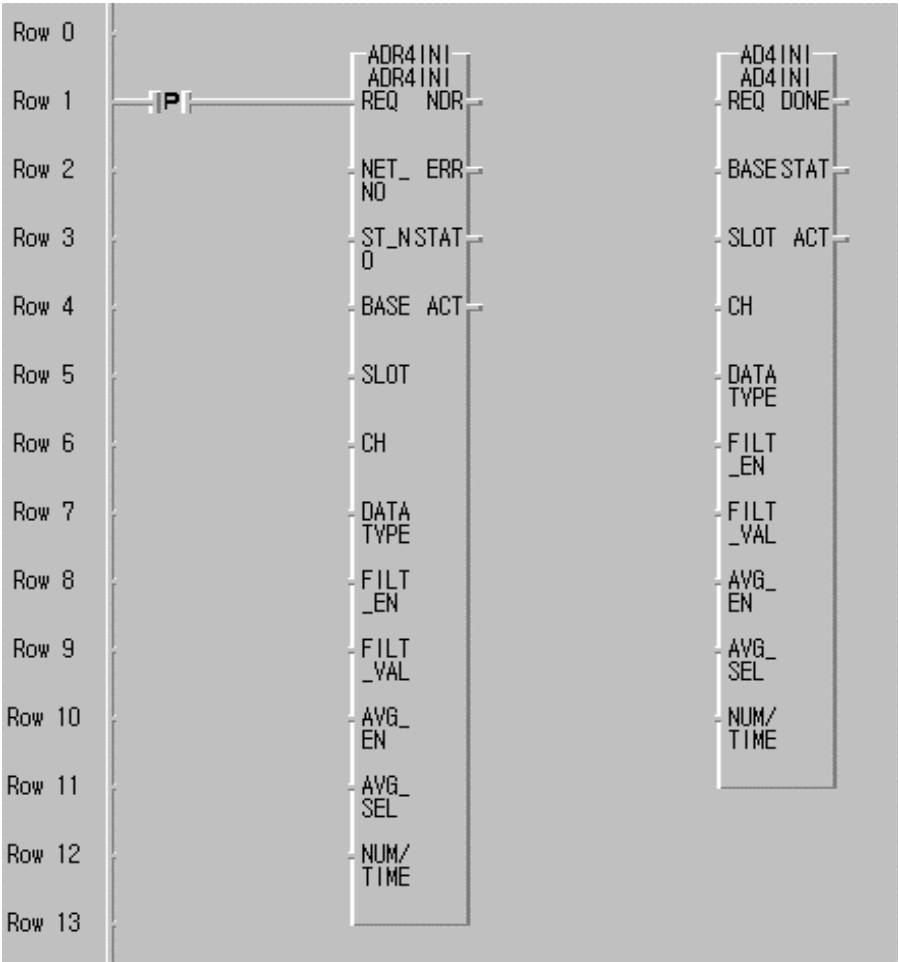 Row 0
ADR4INI AD4INI
ADR4INI AD4INI
Row 1 P REQ NDR REQ DONE
Row 2 NET_ ERR BASE STAT
NO
Row 3 ST_N STAT SLOT ACT
O
Row 4 BASE ACT CH
Row 5 SLOT DATA
TYPE
Row 6 CH FILT
_EN
Row 7 DATA FILT
TYPE _VAL
Row 8 FILT AVG_
_EN EN
Row 9 FILT AVG_
_VAL SEL
Row 10 AVG_ NUM/
EN TIME
Row 11 AVG_
SEL
Row 12 NUM/
TIME
Row 13